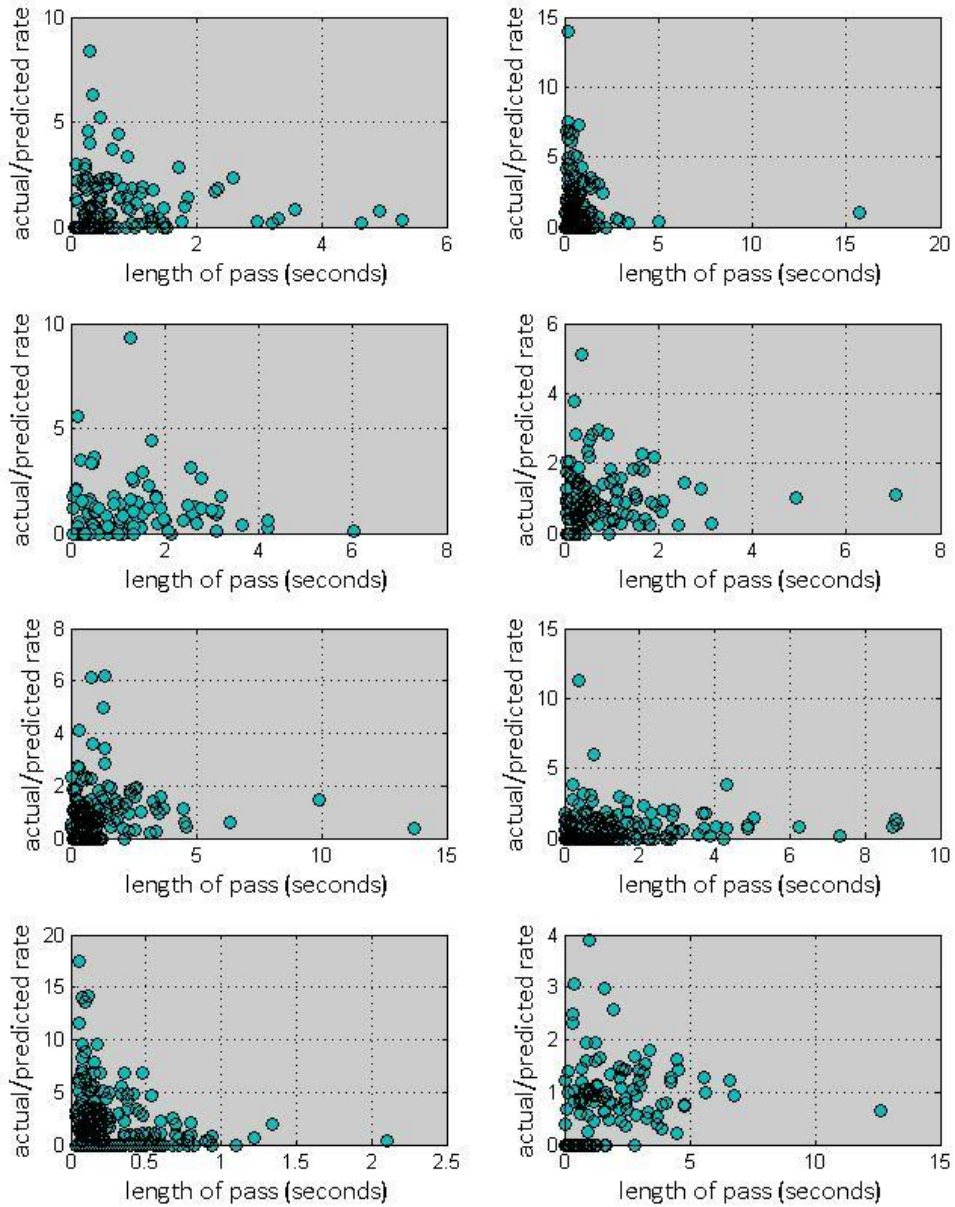 actual/predicted rate
10
5
0
0 2 4 6
length of pass (seconds)
actual/predicted rate
15
10
5
0
0 5 10 15 20
length of pass (seconds)
actual/predicted rate
10
5
0
0 2 4 6 8
length of pass (seconds)
actual/predicted rate
6
4
2
0
0 2 4 6 8
length of pass (seconds)
actual/predicted rate
8
6
4
2
0
0 5 10 15
length of pass (seconds)
actual/predicted rate
15
10
5
0
0 2 4 6 8 10
length of pass (seconds)
actual/predicted rate
20
15
10
5
0
0 0.5 1 1.5 2 2.5
length of pass (seconds)
actual/predicted rate
4
3
2
1
0
0 5 10 15
length of pass (seconds)